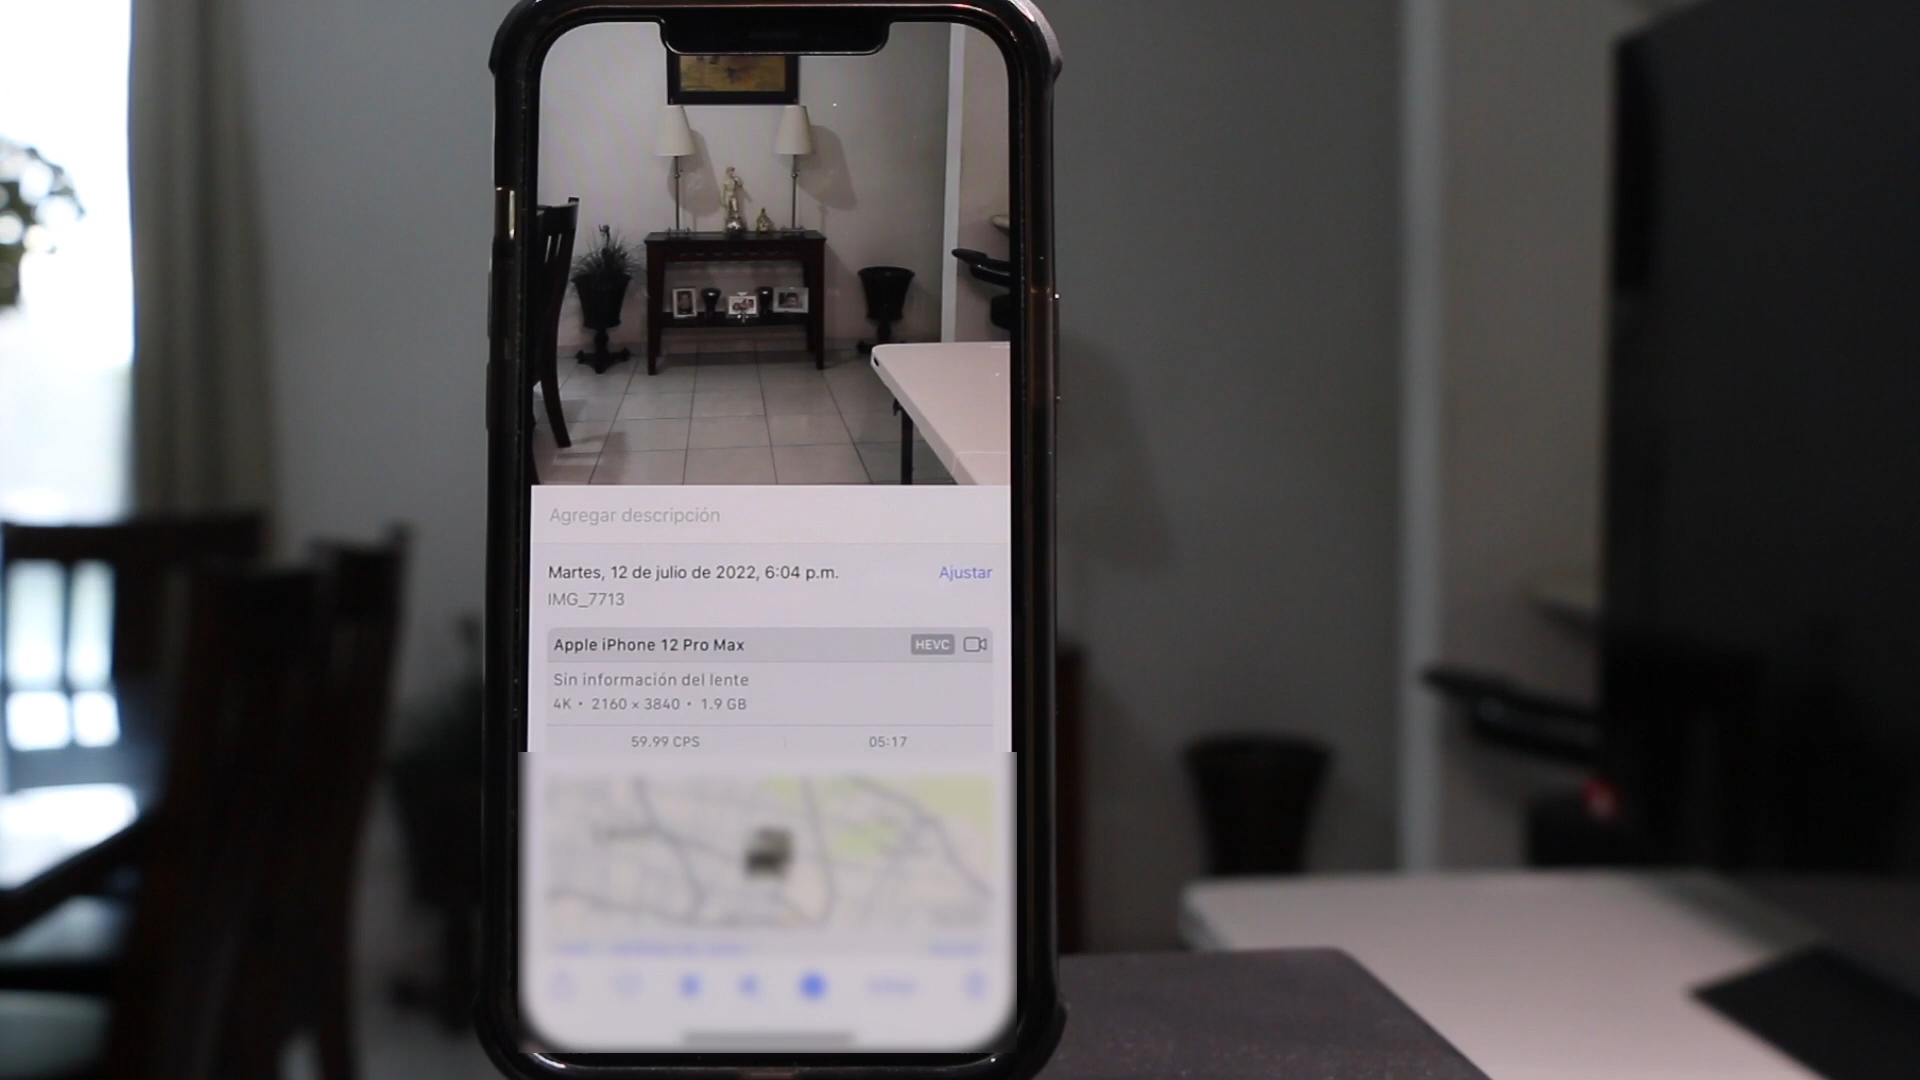 Agregar descripción
Martes, 12 de julio de 2022, 6:04 p.m.
Ajustar
IMG_7713
Apple iPhone 12 Pro Max
HEVC
Sin información del lente
4K • 2160 × 3840 • 1.9 GB
59.99 CPS
05:17